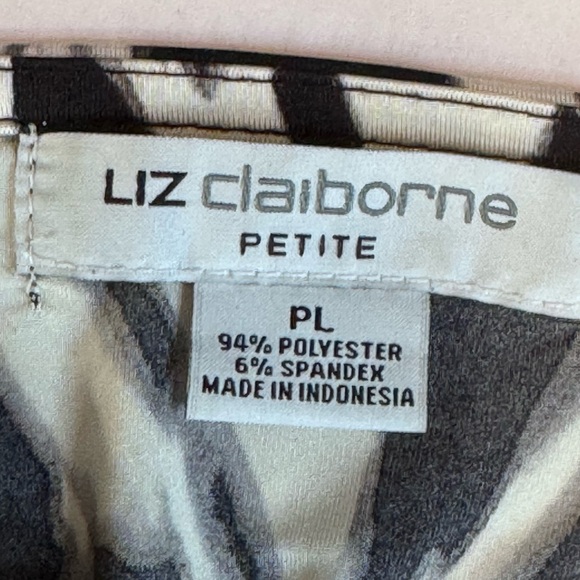 LIZ claiborne
PETITE
PL
94% POLYESTER
6% SPANDEX
MADE IN INDONESIA